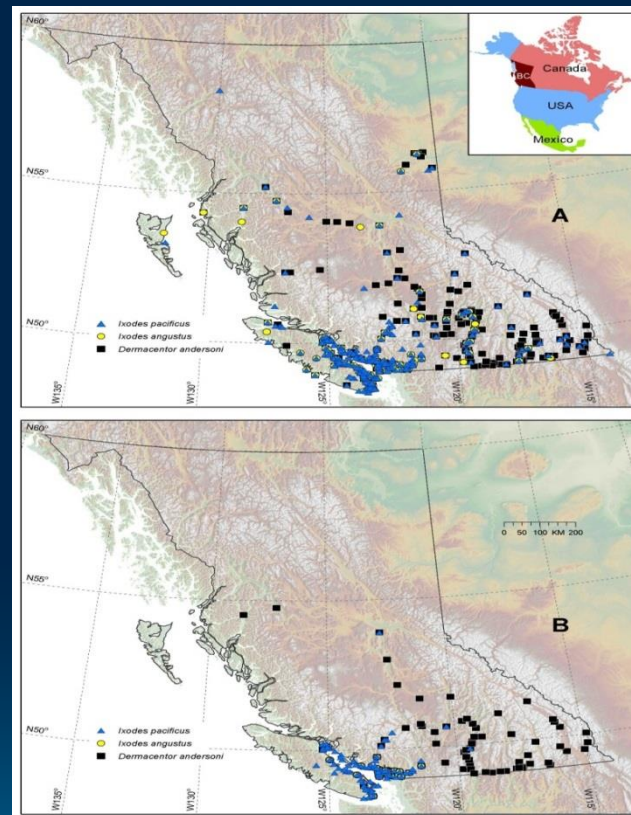 N60°
Canada
BC
USA
Mexico
A
N55°
N50°
Ixodes pacificus
Ixodes angustus
Dermacentor andersoni
W135°
W130°
W125°
W120°
W115°
N60°
0 50 100 KM 200
N55°
B
N50°
Ixodes pacificus
Ixodes angustus
Dermacentor andersoni
W135°
W130°
W125°
W120°
W115°